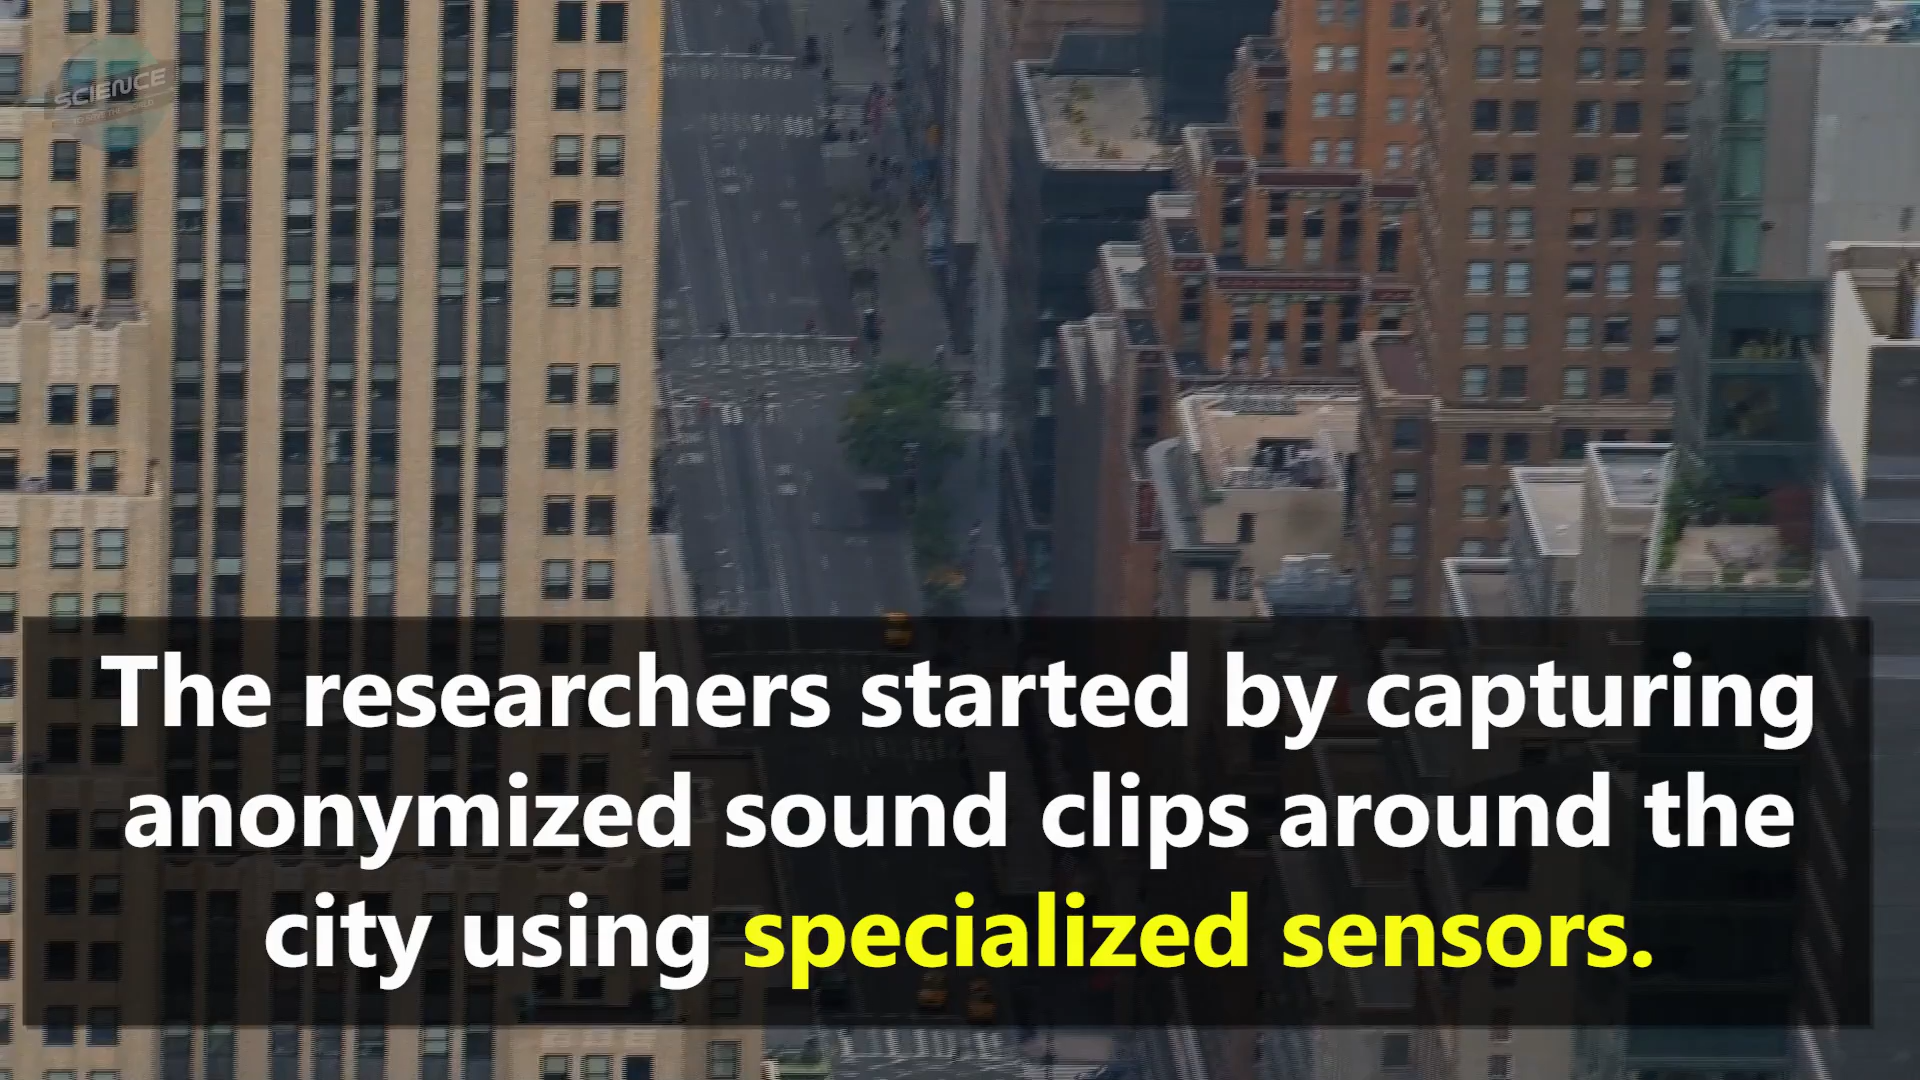 SCIENCE
The researchers started by capturing
anonymized sound clips around the
city using specialized sensors.